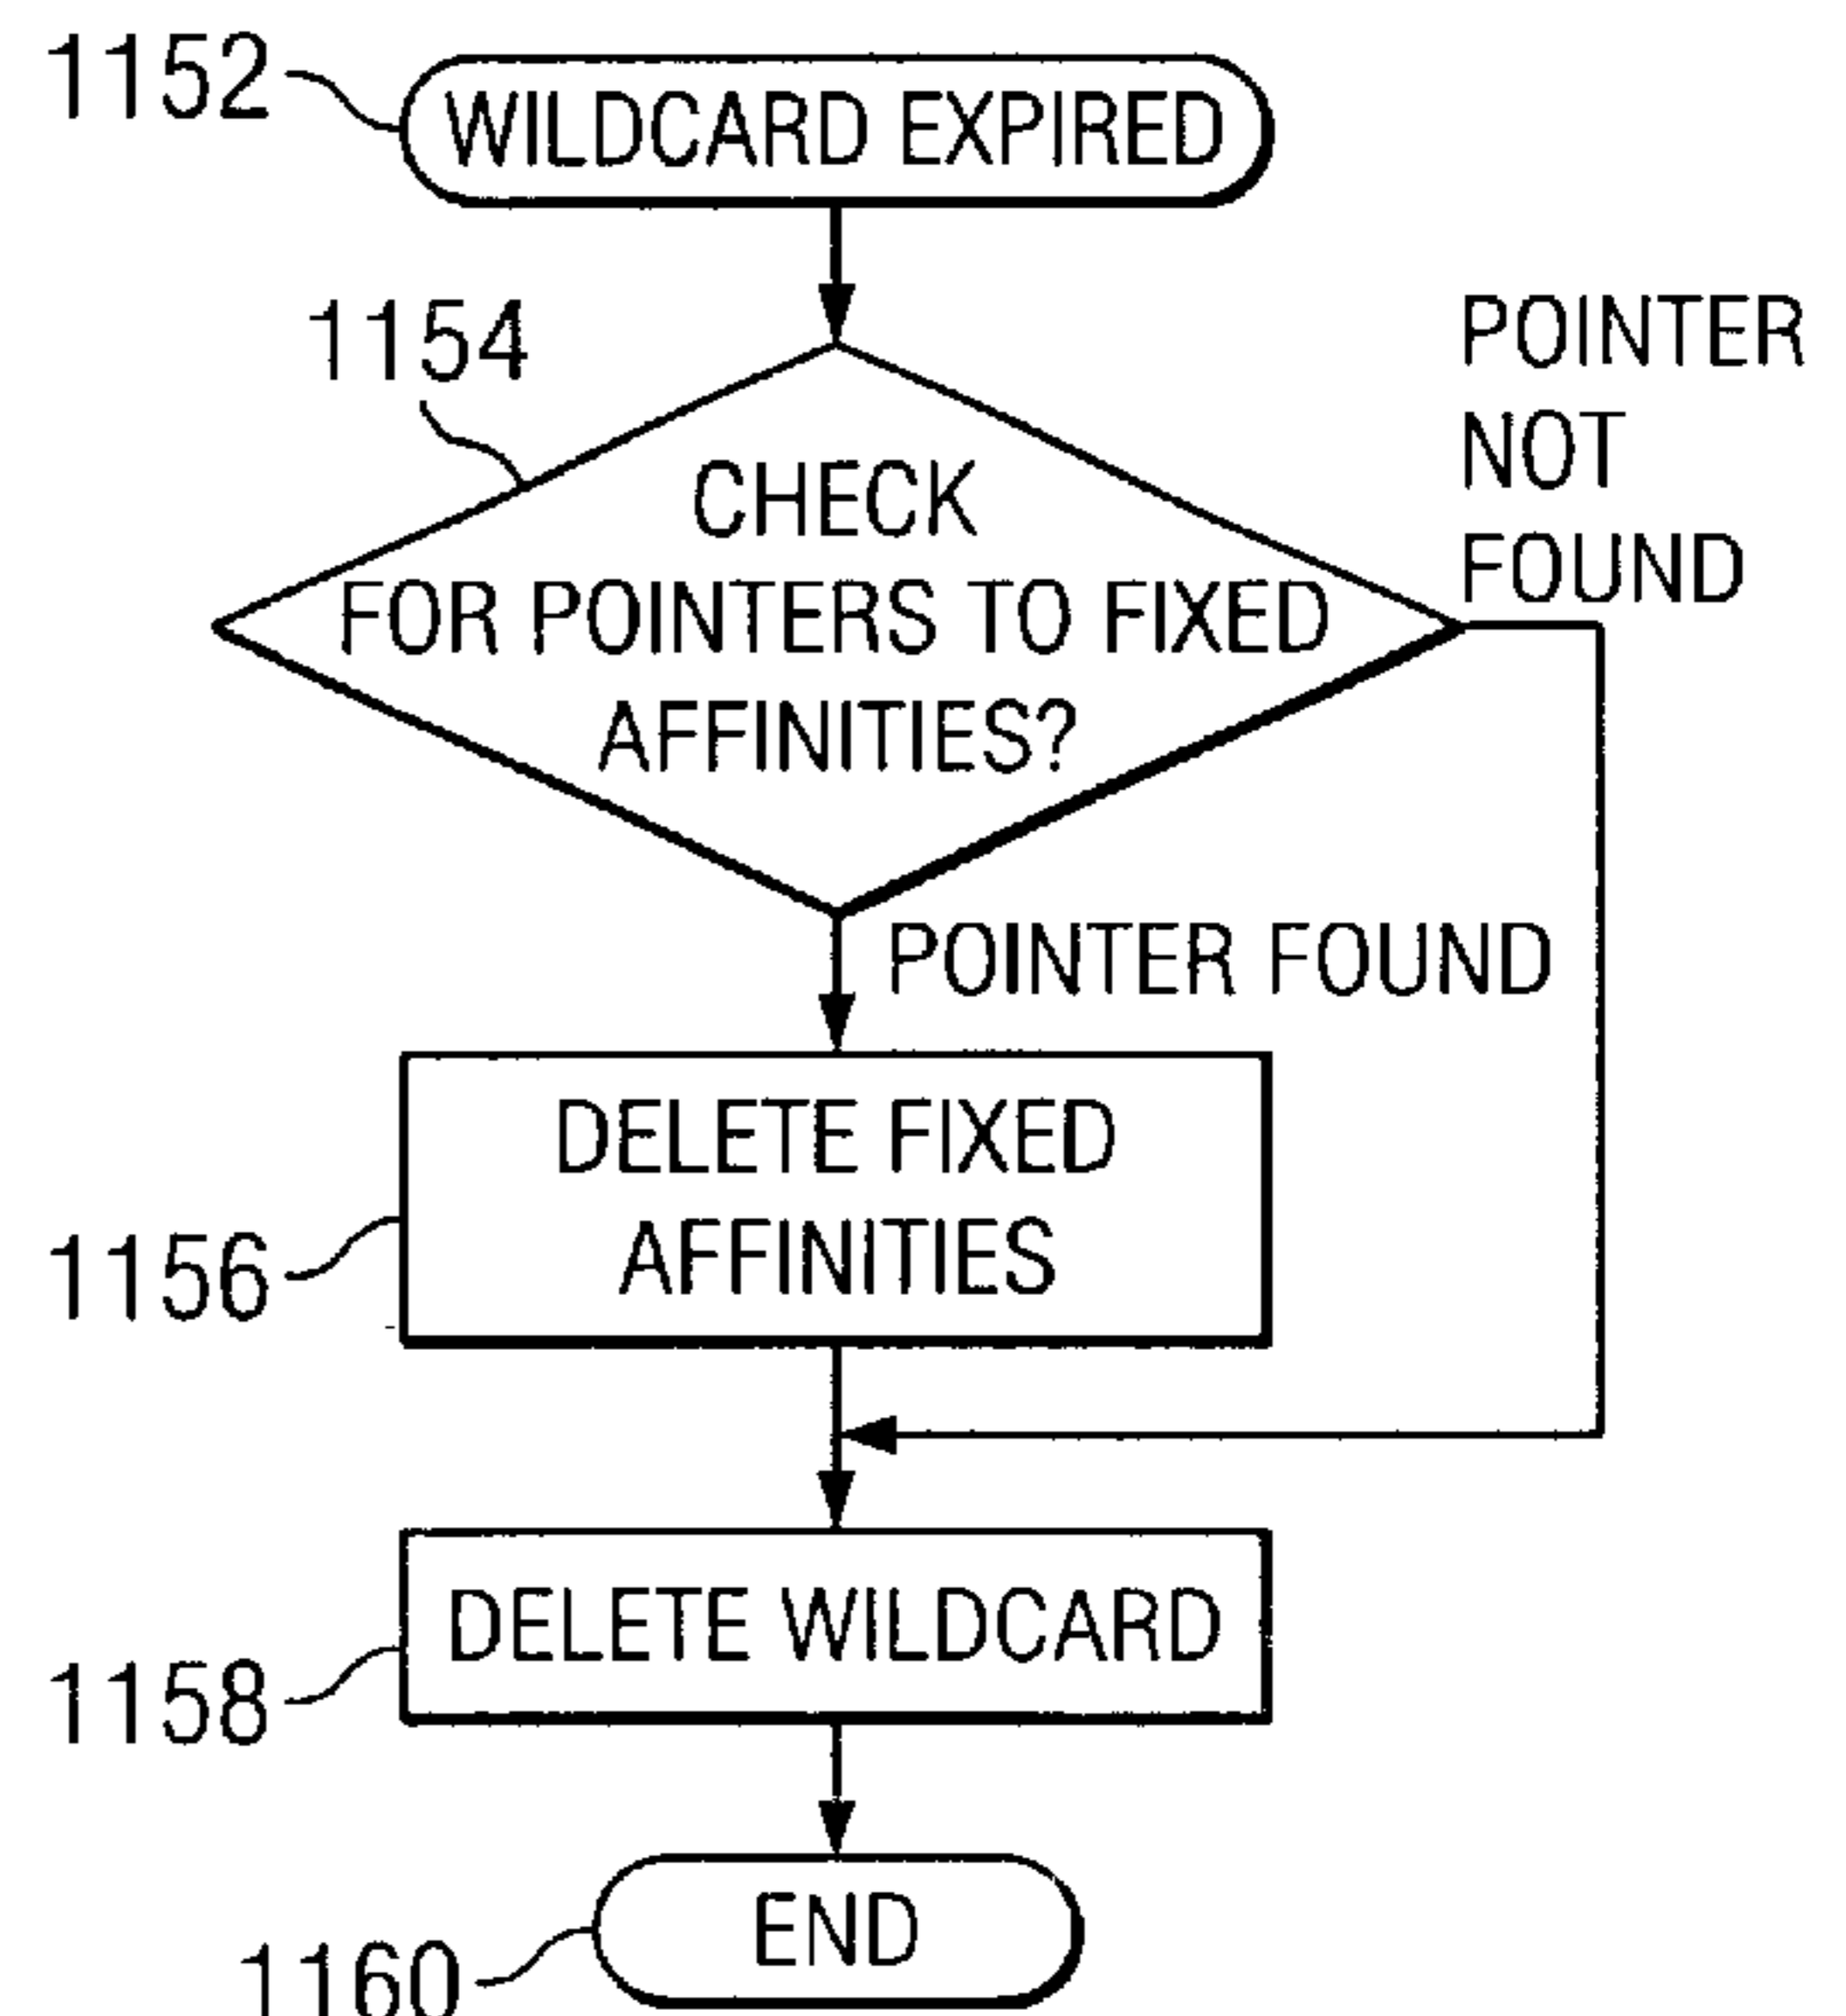 1152
WILDCARD EXPIRED
1154
CHECK
FOR POINTERS TO FIXED
AFFINITIES?
POINTER
NOT
FOUND
POINTER FOUND
DELETE FIXED
AFFINITIES
1156
DELETE WILDCARD
1158
END
1160